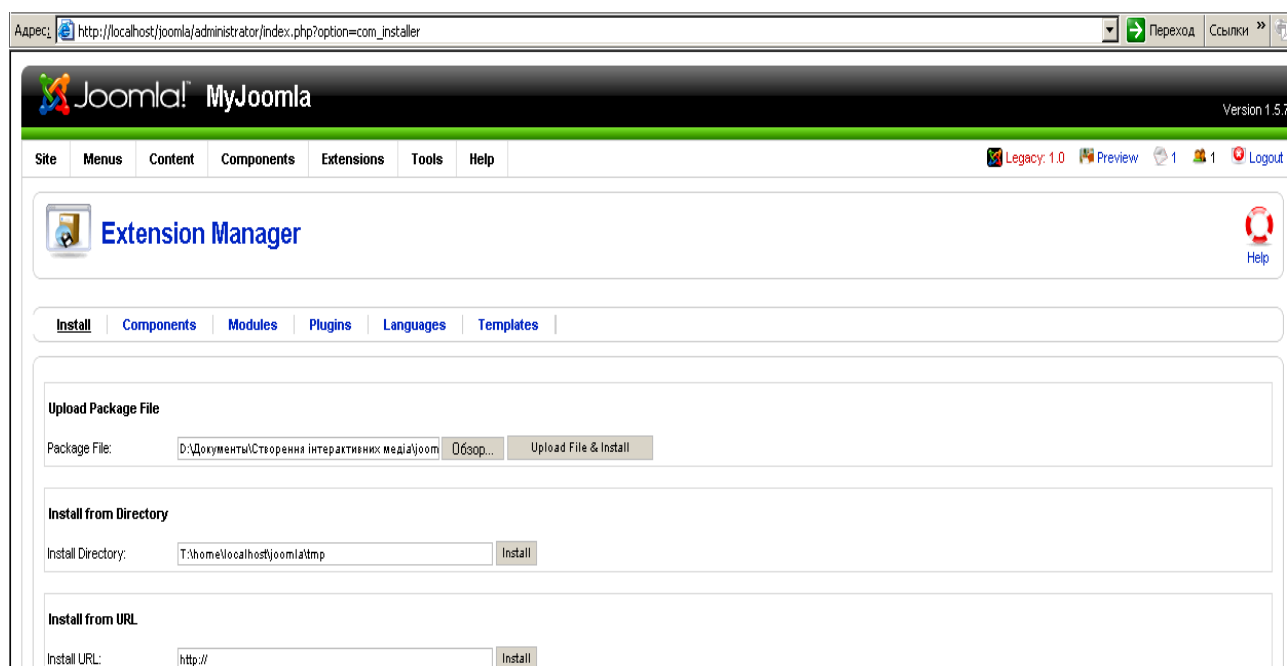 Адрес: http://localhost/joomla/administrator/index.php?option=com_installer Переход Ссылки »
Joomla! MyJoomla
Version 1.5.7
Site Menus Content Components Extensions Tools Help Legacy: 1.0 Preview 1 1 Logout
Extension Manager
Help
Install Components Modules Plugins Languages Templates
Upload Package File
Package File: D:\Документы\Створення інтерактивних медіа\joom Обзор... Upload File & Install
Install from Directory
Install Directory: T:\home\localhost\joomla\tmp Install
Install from URL
Install URL: http:// Install